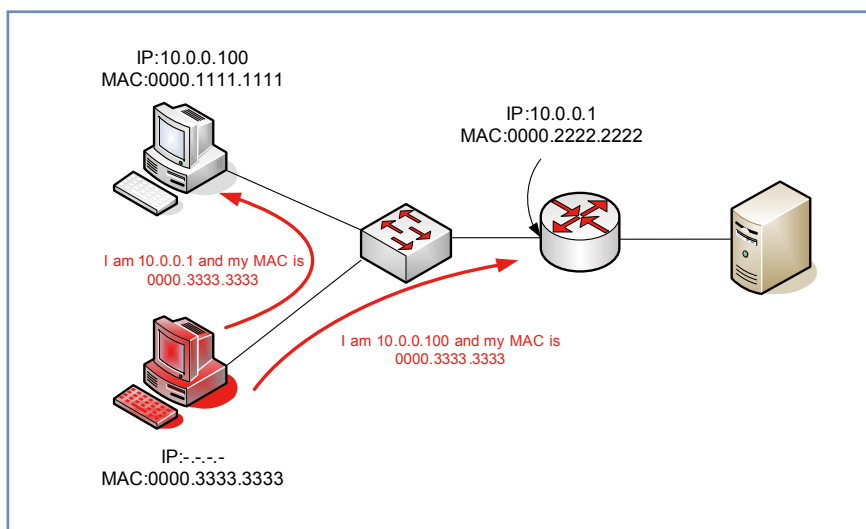 IP:10.0.0.100
MAC:0000.1111.1111
IP:10.0.0.1
MAC:0000.2222.2222
I am 10.0.0.1 and my MAC is
0000.3333.3333
I am 10.0.0.100 and my MAC is
0000.3333.3333
IP:-.-.-.-
MAC:0000.3333.3333